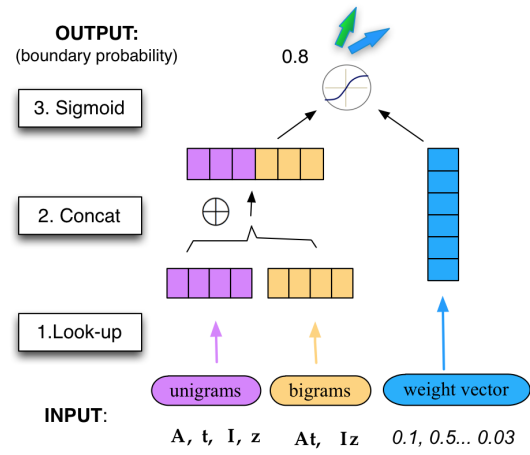 OUTPUT:
(boundary probability)
0.8
3. Sigmoid
2. Concat
1.Look-up
unigrams bigrams weight vector
INPUT:
A, t, I, z At, Iz 0.1, 0.5... 0.03